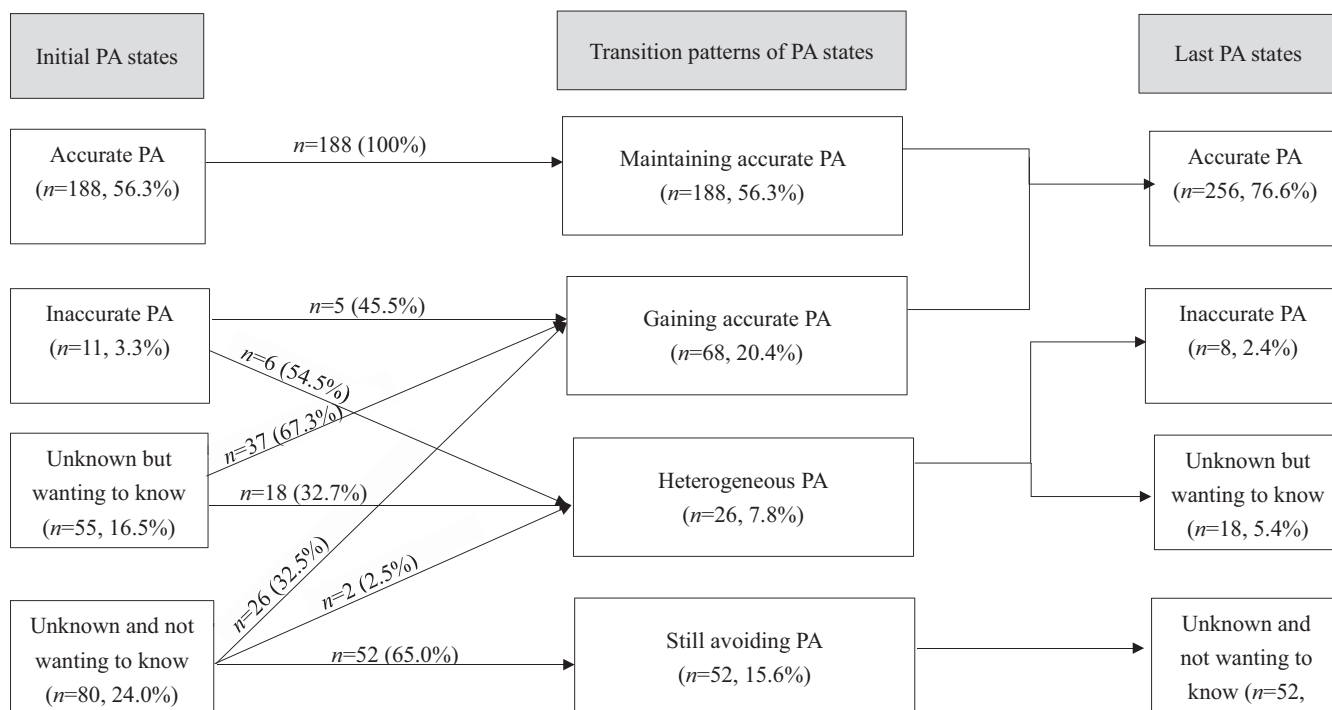 Initial PA states
Transition patterns of PA states
Last PA states
Accurate PA
(n=188, 56.3%)
n=188 (100%)
Maintaining accurate PA
(n=188, 56.3%)
Accurate PA
(n=256, 76.6%)
Inaccurate PA
(n=11, 3.3%)
n=5 (45.5%)
n=6 (54.5%)
Gaining accurate PA
(n=68, 20.4%)
Inaccurate PA
(n=8, 2.4%)
Unknown but
wanting to know
(n=55, 16.5%)
n=37 (67.3%)
n=18 (32.7%)
Heterogeneous PA
(n=26, 7.8%)
Unknown but
wanting to know
(n=18, 5.4%)
Unknown and not
wanting to know
(n=80, 24.0%)
n=26 (32.5%)
n=2 (2.5%)
n=52 (65.0%)
Still avoiding PA
(n=52, 15.6%)
Unknown and
not wanting to
know (n=52,